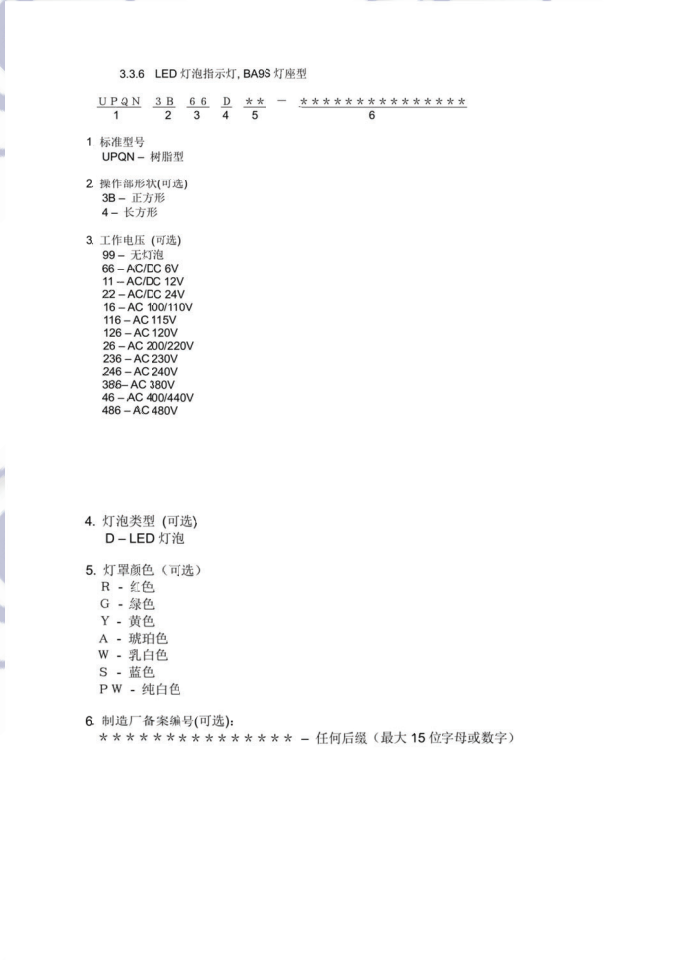 3.3.6 LED 灯泡指示灯, BA9S 灯座型
UPQN 3B 66 D ** - ***************
1 2 3 4 5 6
1 标准型号
UPQN – 树脂型
2. 操作部形状(可选)
3B – 正方形
4 – 长方形
3. 工作电压 (可选)
99 – 无灯泡
66 – AC/DC 6V
11 – AC/DC 12V
22 – AC/DC 24V
16 – AC 100/110V
116 – AC 115V
126 – AC 120V
26 – AC 200/220V
236 – AC 230V
246 – AC 240V
386– AC 380V
46 – AC 400/440V
486 – AC 480V
4. 灯泡类型 (可选)
D – LED 灯泡
5. 灯罩颜色（可选）
R - 红色
G - 绿色
Y - 黄色
A - 琥珀色
W - 乳白色
S - 蓝色
PW - 纯白色
6. 制造厂备案编号(可选):
*************** – 任何后缀（最大 15 位字母或数字）